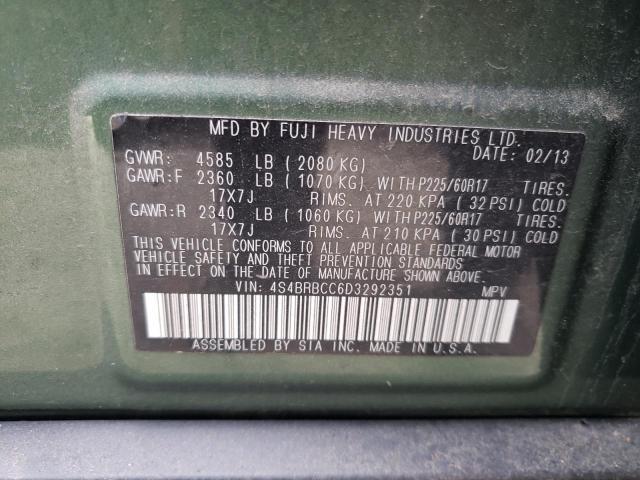 MFD BY FUJI HEAVY INDUSTRIES LTD.
DATE: 02/13
GVWR: 4585 LB (2080 KG)
GAWR:F 2360 LB (1070 KG) WITH P225/60R17 TIRES.
17X7J RIMS. AT 220 KPA (32 PSI) COLD
GAWR:R 2340 LB (1060 KG) WITH P225/60R17 TIRES.
17X7J RIMS. AT 210 KPA (30 PSI) COLD
THIS VEHICLE CONFORMS TO ALL APPLICABLE FEDERAL MOTOR
VEHICLE SAFETY AND THEFT PREVENTION STANDARDS
IN EFFECT ON THE DATE OF MANUFACTURE SHOWN ABOVE.
VIN: 4S4BRBCC6D3292351 MPV
ASSEMBLED BY SIA INC. MADE IN U.S.A.